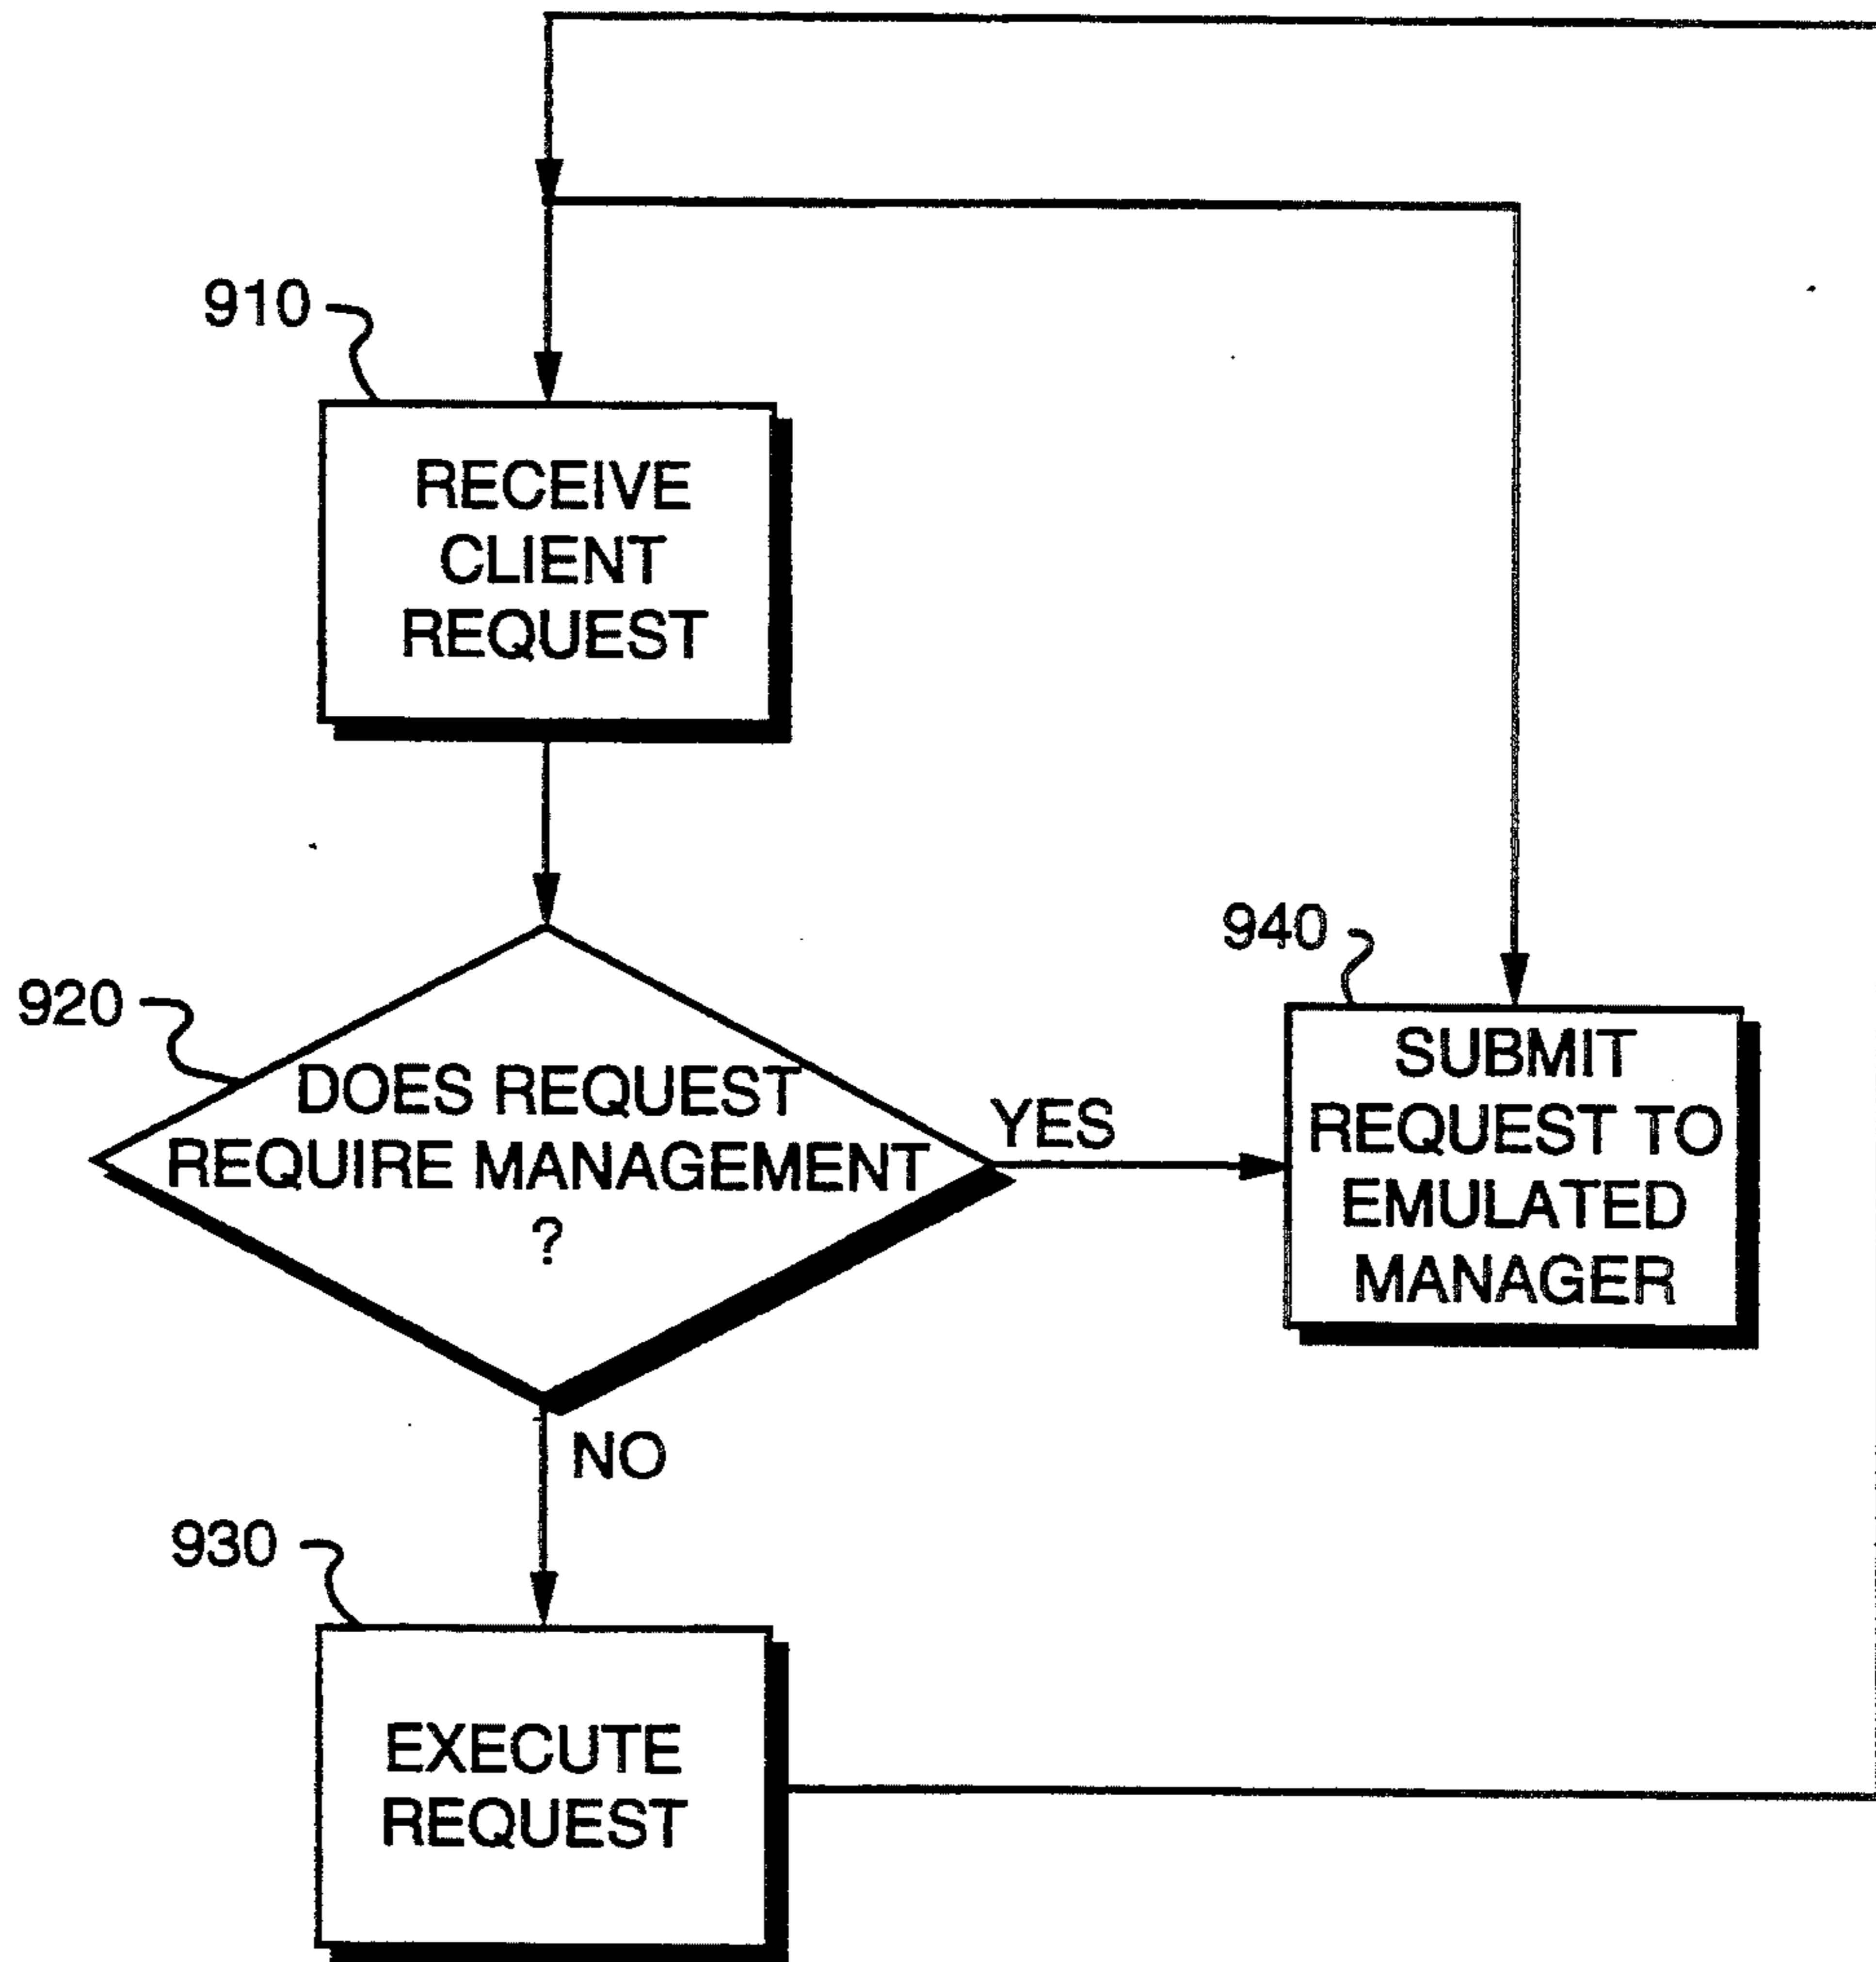 910
RECEIVE
CLIENT
REQUEST
920
DOES REQUEST
REQUIRE MANAGEMENT
?
YES
940
SUBMIT
REQUEST TO
EMULATED
MANAGER
NO
930
EXECUTE
REQUEST